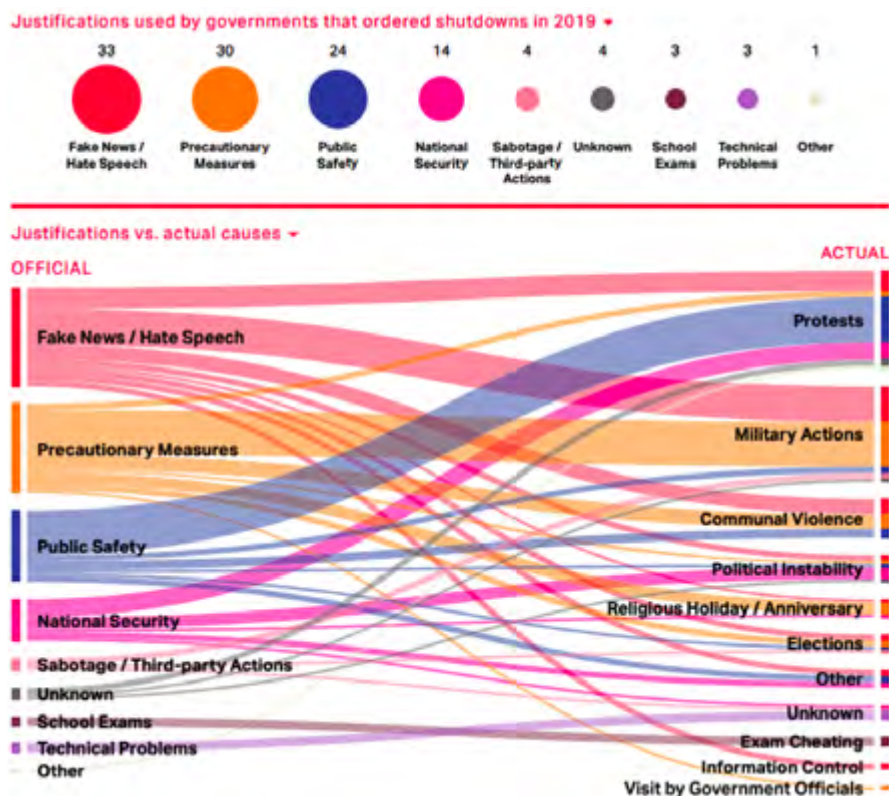 Justifications used by governments that ordered shutdowns in 2019
33 30 24 14 4 4 3 3 1
Fake News / Hate Speech
Precautionary Measures
Public Safety
National Security
Sabotage / Third-party Actions
Unknown
School Exams
Technical Problems
Other
Justifications vs. actual causes
OFFICIAL
ACTUAL
Fake News / Hate Speech
Precautionary Measures
Public Safety
National Security
Sabotage / Third-party Actions
Unknown
School Exams
Technical Problems
Other
Protests
Military Actions
Communal Violence
Political Instability
Religious Holiday / Anniversary
Elections
Other
Unknown
Exam Cheating
Information Control
Visit by Government Officials